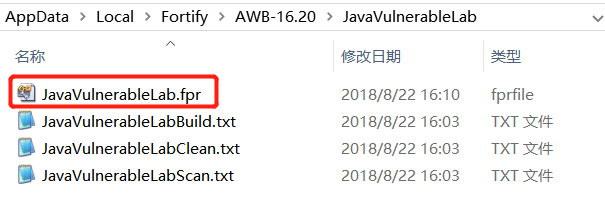 AppData > Local > Fortify > AWB-16.20 > JavaVulnerableLab
名称 修改日期 类型
JavaVulnerableLab.fpr 2018/8/22 16:10 fprfile
JavaVulnerableLabBuild.txt 2018/8/22 16:03 TXT 文件
JavaVulnerableLabClean.txt 2018/8/22 16:03 TXT 文件
JavaVulnerableLabScan.txt 2018/8/22 16:03 TXT 文件